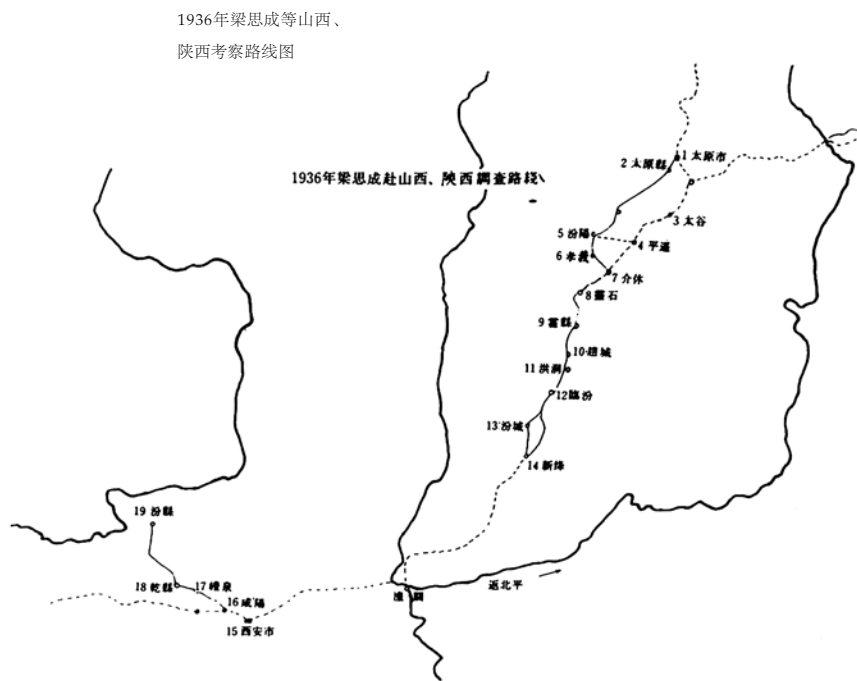 1936年梁思成等山西、
陕西考察路线图
1936年梁思成赴山西、陝西調查路綫
1 太原市
2 太原縣
3 太谷
4 平遥
5 汾陽
6 孝義
7 介休
8 靈石
9 霍縣
10 趙城
11 洪洞
12 臨汾
13 汾城
14 新绛
19 汾縣
18 乾縣
17 醴泉
16 咸陽
15 西安市
潼關
返北平